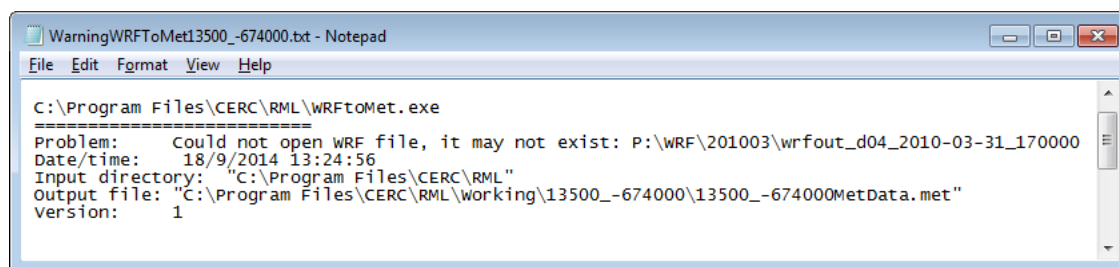 WarningWRFToMet13500_-674000.txt - Notepad
File Edit Format View Help
C:\Program Files\CERC\RML\WRFtoMet.exe
==========================
Problem: Could not open WRF file, it may not exist: P:\WRF\201003\wrfout_d04_2010-03-31_170000
Date/time: 18/9/2014 13:24:56
Input directory: "C:\Program Files\CERC\RML"
Output file: "C:\Program Files\CERC\RML\Working\13500_-674000\13500_-674000MetData.met"
Version: 1